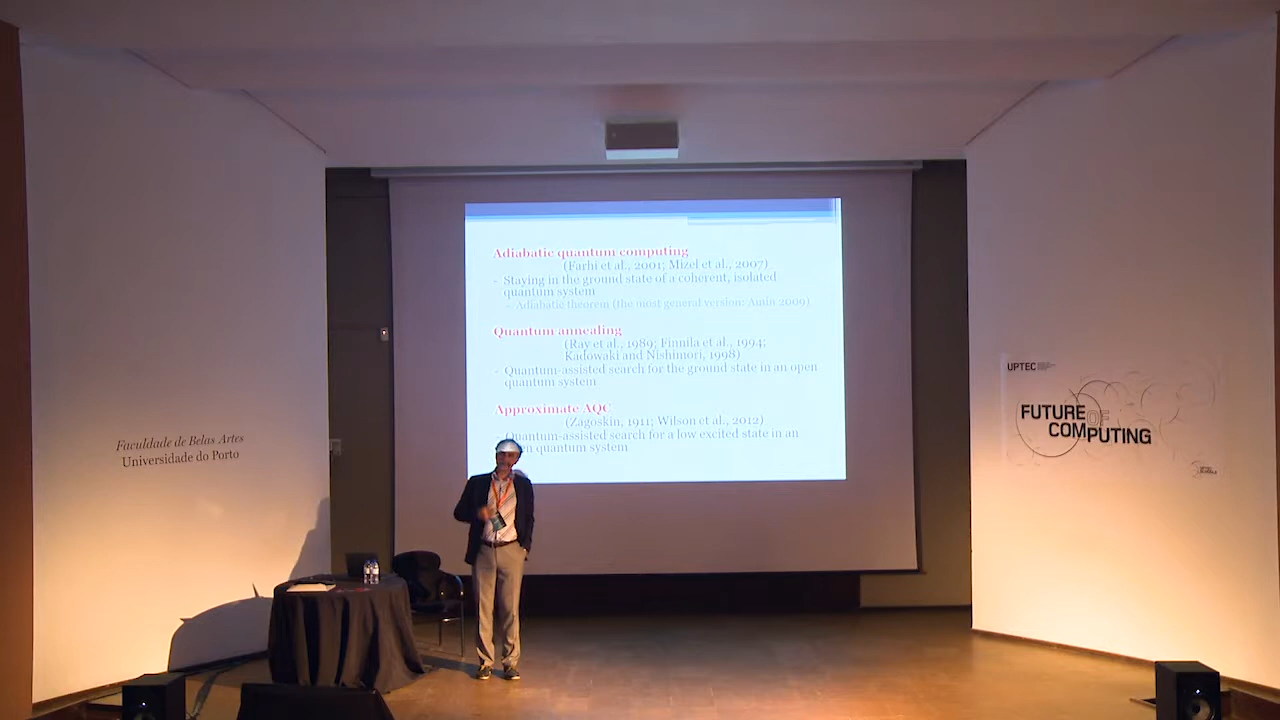 Adiabatic quantum computing
(Farhi et al., 2001; Mizel et al., 2007)
- Staying in the ground state of a coherent, isolated
quantum system
– Adiabatic theorem (the most general version: Amin 2009)
Quantum annealing
(Ray et al., 1989; Finnila et al., 1994;
Kadowaki and Nishimori, 1998)
- Quantum-assisted search for the ground state in an open
quantum system
Approximate AQC
(Zagoskin, 1911; Wilson et al., 2012)
Quantum-assisted search for a low excited state in an
quantum system
Faculdade de Belas Artes
Universidade do Porto
UPTEC
FUTURE OF
COMPUTING
UPTEC